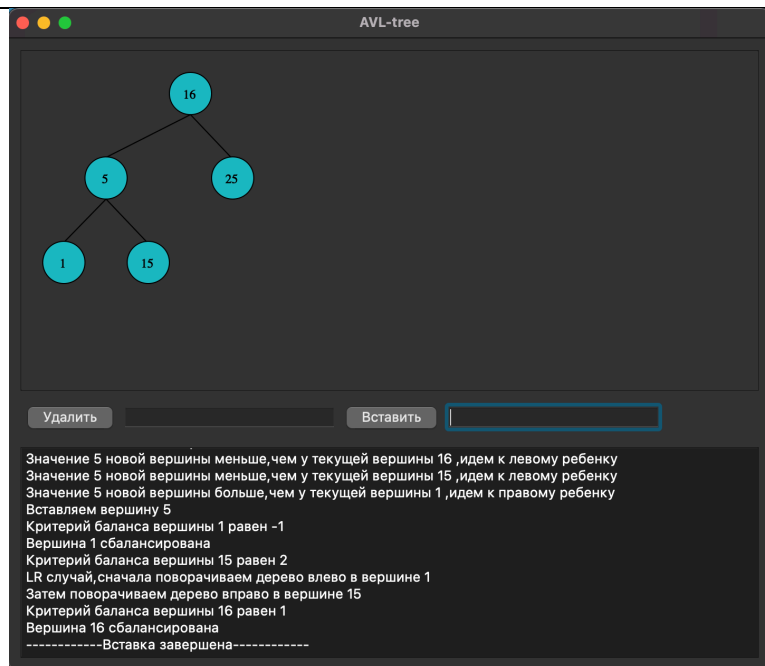 AVL-tree
16
5
25
1
15
Удалить
Вставить
Значение 5 новой вершины меньше,чем у текущей вершины 16 ,идем к левому ребенку
Значение 5 новой вершины меньше,чем у текущей вершины 15 ,идем к левому ребенку
Значение 5 новой вершины больше,чем у текущей вершины 1 ,идем к правому ребенку
Вставляем вершину 5
Критерий баланса вершины 1 равен -1
Вершина 1 сбалансирована
Критерий баланса вершины 15 равен 2
LR случай,сначала поворачиваем дерево влево в вершине 1
Затем поворачиваем дерево вправо в вершине 15
Критерий баланса вершины 16 равен 1
Вершина 16 сбалансирована
------------Вставка завершена------------